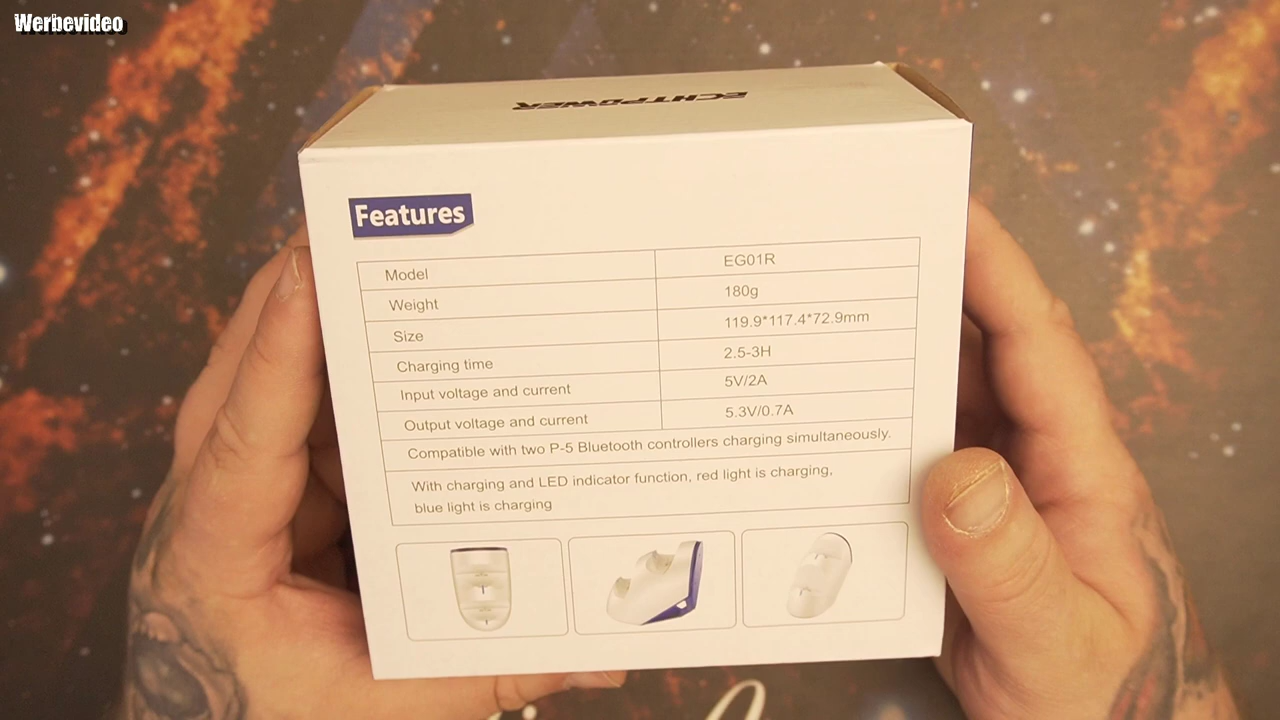 Werbevideo
ECHTPOWER
Features
Model EG01R
Weight 180g
Size 119.9*117.4*72.9mm
Charging time 2.5-3H
Input voltage and current 5V/2A
Output voltage and current 5.3V/0.7A
Compatible with two P-5 Bluetooth controllers charging simultaneously.
With charging and LED indicator function, red light is charging,
blue light is charging